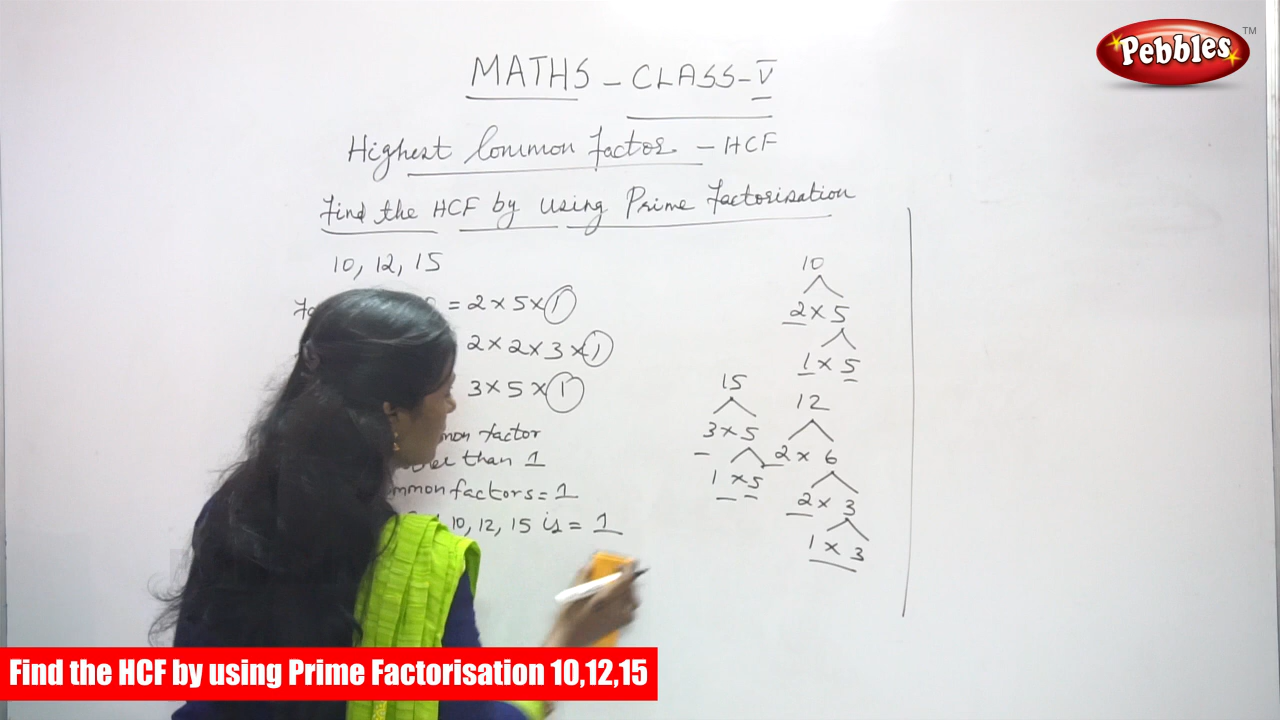 Pebbles TM
MATHS - CLASS - V
Highest Common Factor - HCF
Find the HCF by using Prime Factorisation
10, 12, 15
= 2 × 5 × 1
2 × 2 × 3 × 1
3 × 5 × 1
factor
than 1
factors = 1
10, 12, 15 is = 1
10
2 × 5
1 × 5
15
3 × 5
1 × 5
12
2 × 6
2 × 3
1 × 3
Find the HCF by using Prime Factorisation 10,12,15